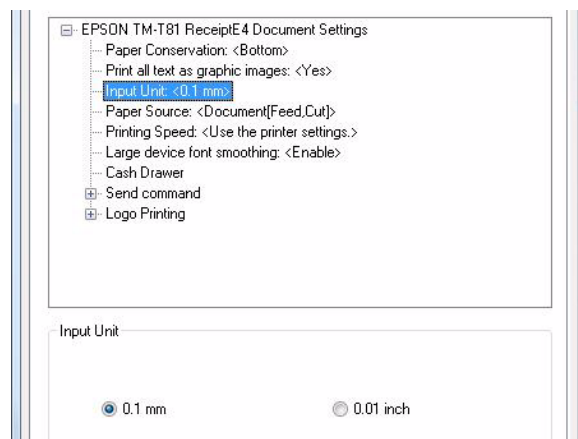 EPSON TM-T81 ReceiptE4 Document Settings
Paper Conservation: <Bottom>
Print all text as graphic images: <Yes>
Input Unit: <0.1 mm>
Paper Source: <Document[Feed,Cut]>
Printing Speed: <Use the printer settings.>
Large device font smoothing: <Enable>
Cash Drawer
Send command
Logo Printing
Input Unit
0.1 mm 0.01 inch